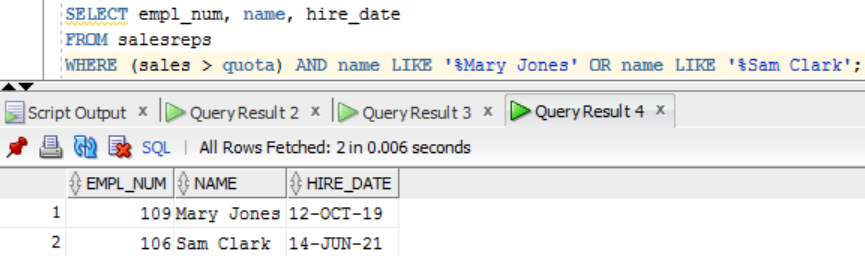 SELECT empl_num, name, hire_date
FROM salesreps
WHERE (sales > quota) AND name LIKE '%Mary Jones' OR name LIKE '%Sam Clark';
Script Output x Query Result 2 x Query Result 3 x Query Result 4 x
SQL | All Rows Fetched: 2 in 0.006 seconds
EMPL_NUM NAME HIRE_DATE
1 109 Mary Jones 12-OCT-19
2 106 Sam Clark 14-JUN-21